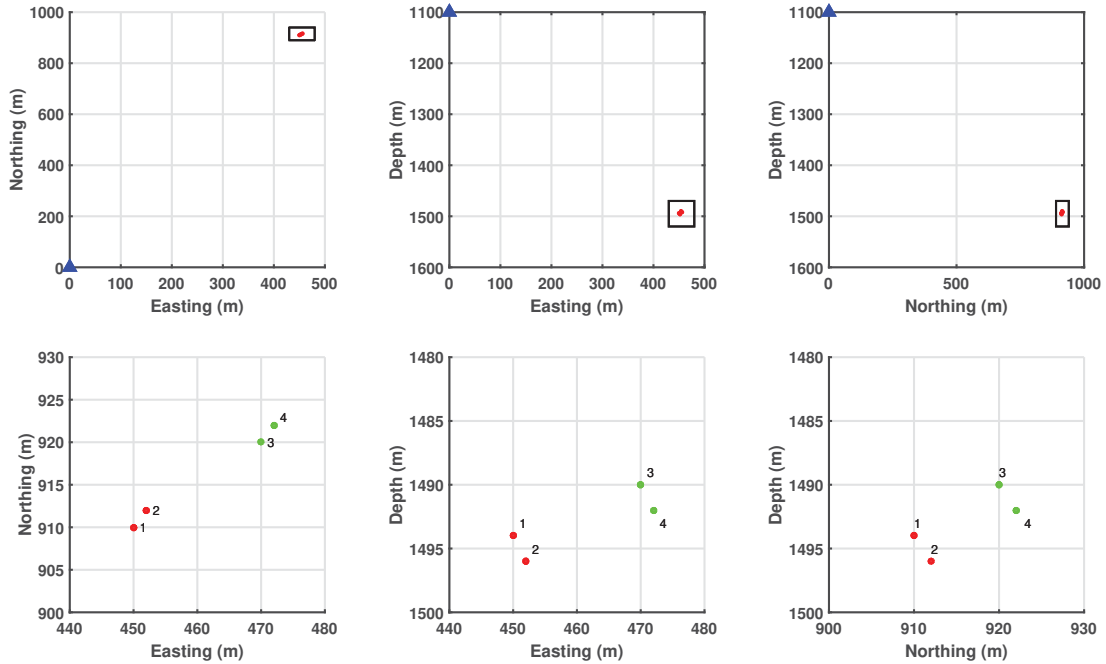 1000
800
600
400
200
0
Northing (m)
0 100 200 300 400 500
Easting (m)
1100
1200
1300
1400
1500
1600
Depth (m)
0 100 200 300 400 500
Easting (m)
1100
1200
1300
1400
1500
1600
Depth (m)
0 500 1000
Northing (m)
930
925
920
915
910
905
900
Northing (m)
4
3
2
1
440 450 460 470 480
Easting (m)
1480
1485
1490
1495
1500
Depth (m)
3
4
1
2
440 450 460 470 480
Easting (m)
1480
1485
1490
1495
1500
Depth (m)
3
4
1
2
900 910 920 930
Northing (m)